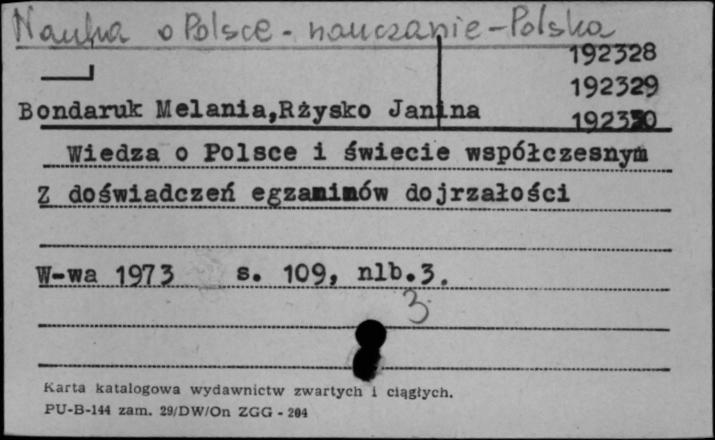 Nauka o Polsce - nauczanie - Polska
192328
192329
Bondaruk Melania,Rżysko Janina
192330
Wiedza o Polsce i świecie współczesnym
Z doświadczeń egzaminów dojrzałości
W-wa 1973 s. 109, nlb.3.
3
Karta katalogowa wydawnictw zwartych i ciągłych.
PU-B-144 zam. 29/DW/On ZGG - 204